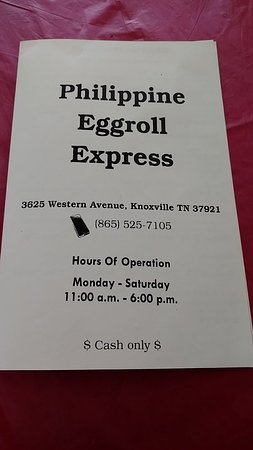 Philippine
Eggroll
Express
3625 Western Avenue, Knoxville TN 37921
(865) 525-7105
Hours Of Operation
Monday - Saturday
11:00 a.m. - 6:00 p.m.
$ Cash only $